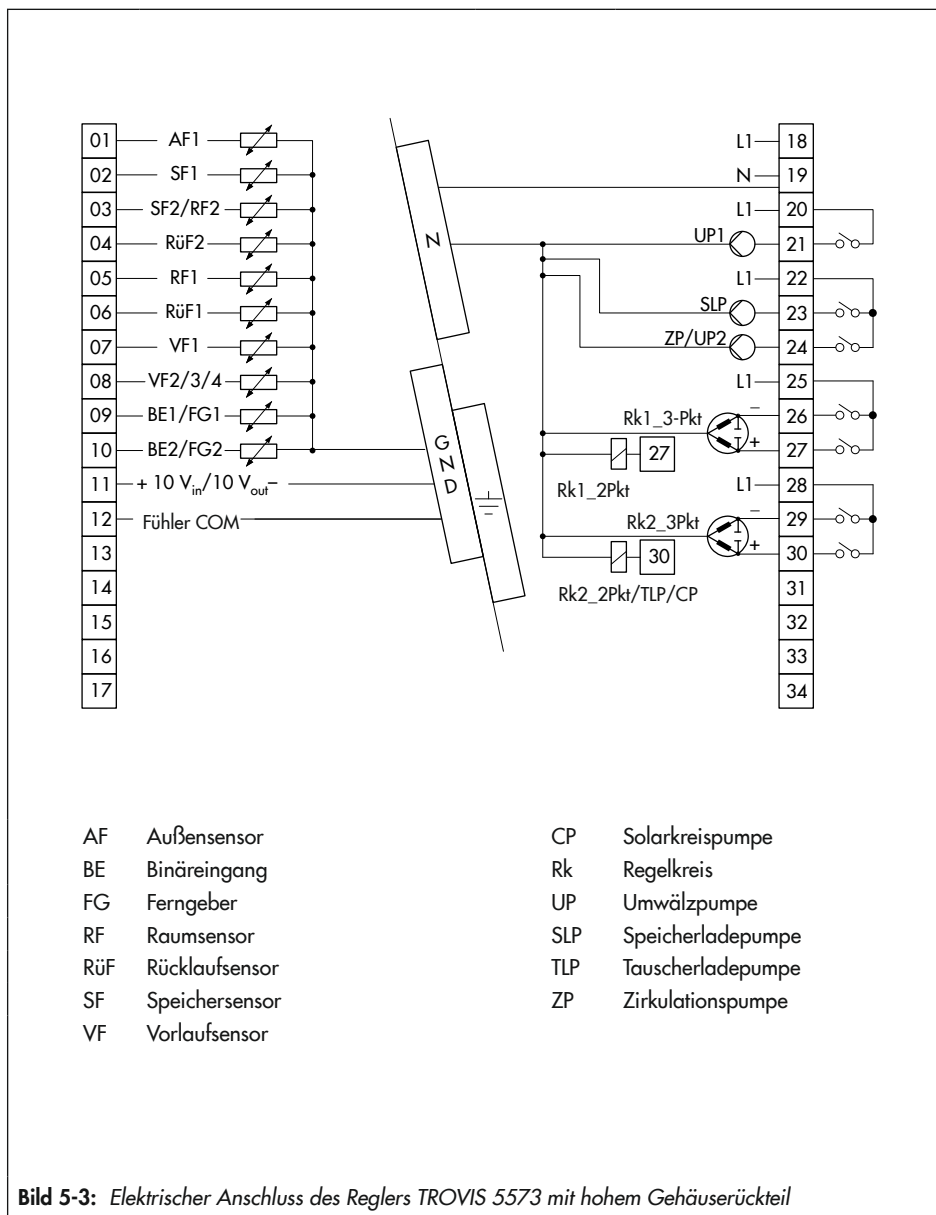 01 AF1
02 SF1
03 SF2/RF2
04 RüF2
05 RF1
06 RüF1
07 VF1
08 VF2/3/4
09 BE1/FG1
10 BE2/FG2
11 + 10 Vin/10 Vout–
12 Fühler COM
13
14
15
16
17
N
GND
L1 18
N 19
L1 20
UP1 21
L1 22
SLP 23
ZP/UP2 24
L1 25
Rk1_3-Pkt – 26
+ 27
27
Rk1_2Pkt
L1 28
Rk2_3Pkt – 29
+ 30
30
Rk2_2Pkt/TLP/CP
31
32
33
34
AF Außensensor
BE Binäreingang
FG Ferngeber
RF Raumsensor
RüF Rücklaufsensor
SF Speichersensor
VF Vorlaufsensor
CP Solarkreispumpe
Rk Regelkreis
UP Umwälzpumpe
SLP Speicherladepumpe
TLP Tauscherladepumpe
ZP Zirkulationspumpe
Bild 5-3: Elektrischer Anschluss des Reglers TROVIS 5573 mit hohem Gehäuserückteil